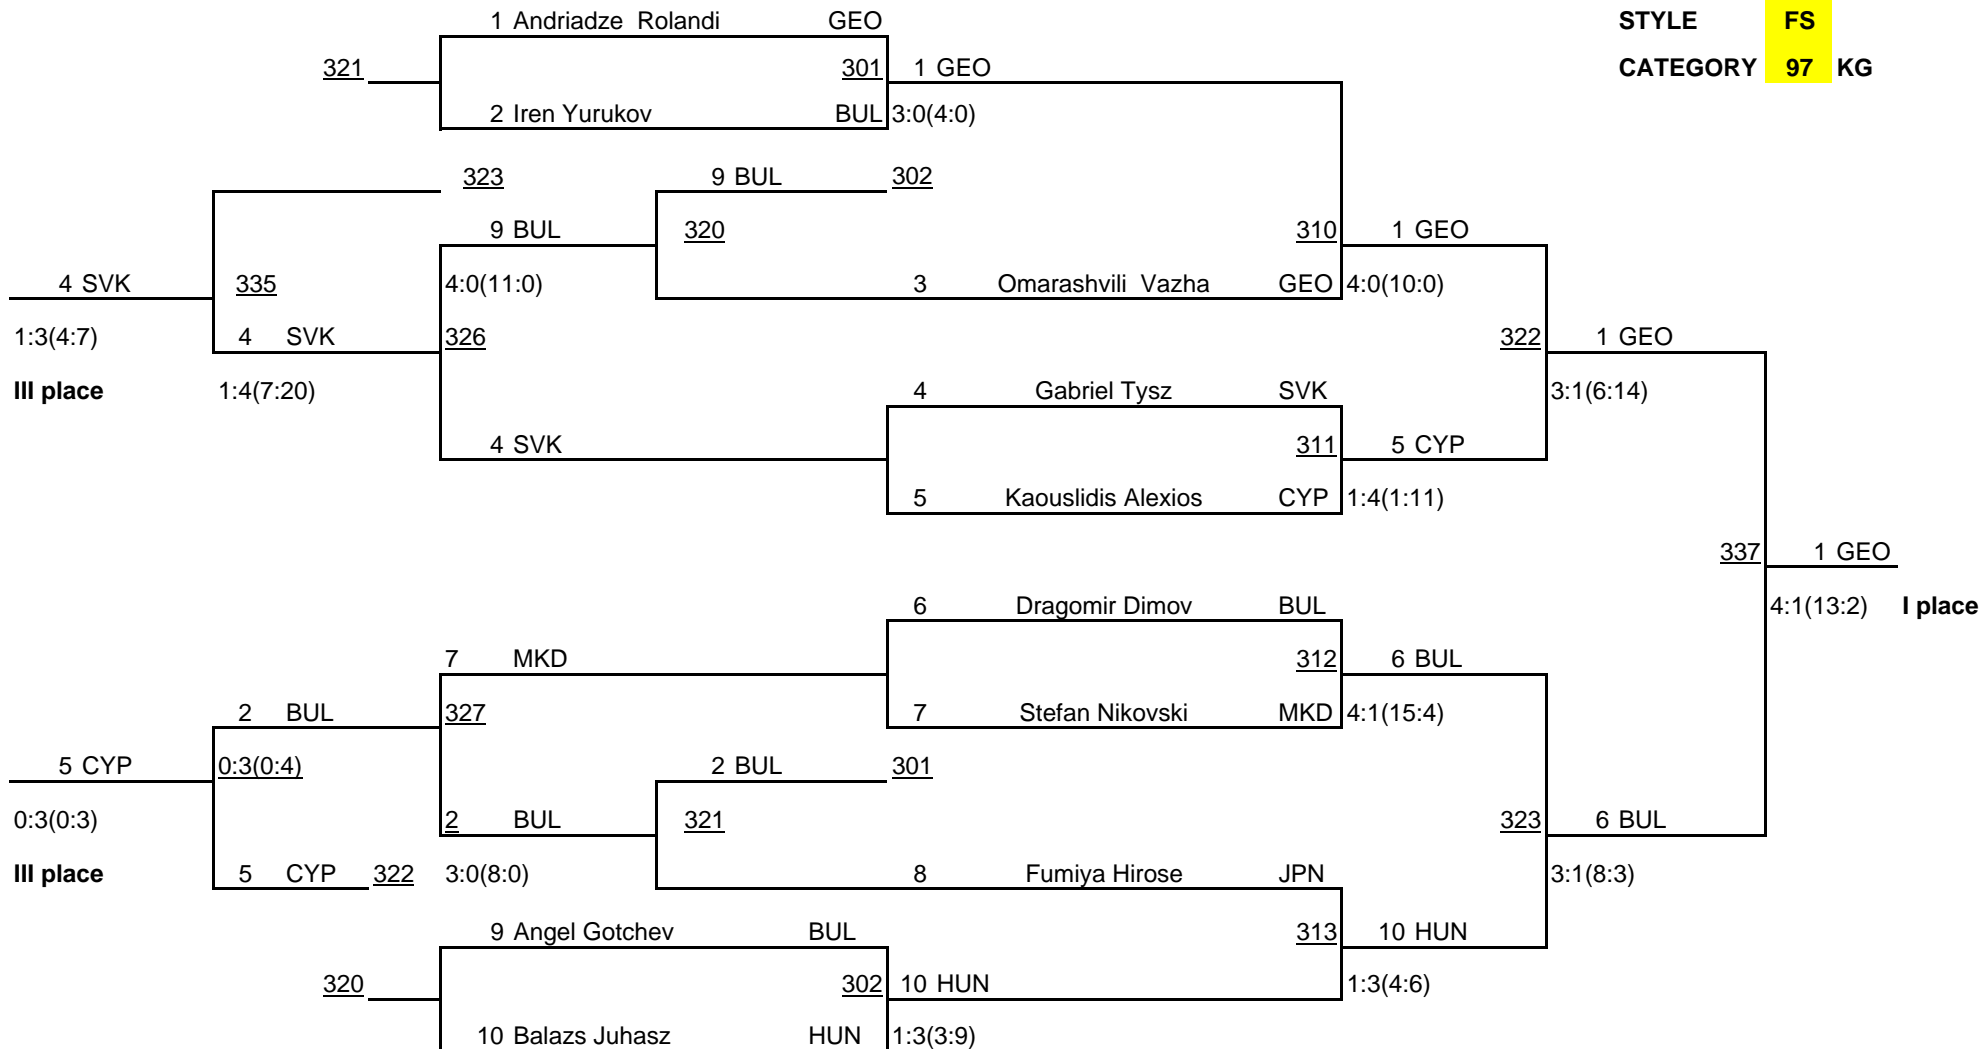 1 Andriadze Rolandi GEO STYLE FS
321 301 1 GEO CATEGORY 97 KG
2 Iren Yurukov BUL 3:0(4:0)
323 9 BUL 302
9 BUL 320 310 1 GEO
4 SVK 335 4:0(11:0) 3 Omarashvili Vazha GEO 4:0(10:0)
1:3(4:7) 4 SVK 326 322 1 GEO
III place 1:4(7:20) 4 Gabriel Tysz SVK 3:1(6:14)
4 SVK 311 5 CYP
5 Kaouslidis Alexios CYP 1:4(1:11)
337 1 GEO
6 Dragomir Dimov BUL 4:1(13:2) I place
7 MKD 312 6 BUL
2 BUL 327 7 Stefan Nikovski MKD 4:1(15:4)
5 CYP 0:3(0:4) 2 BUL 301
0:3(0:3) 2 BUL 321 323 6 BUL
III place 5 CYP 322 3:0(8:0) 8 Fumiya Hirose JPN 3:1(8:3)
9 Angel Gotchev BUL 313 10 HUN
320 302 10 HUN 1:3(4:6)
10 Balazs Juhasz HUN 1:3(3:9)